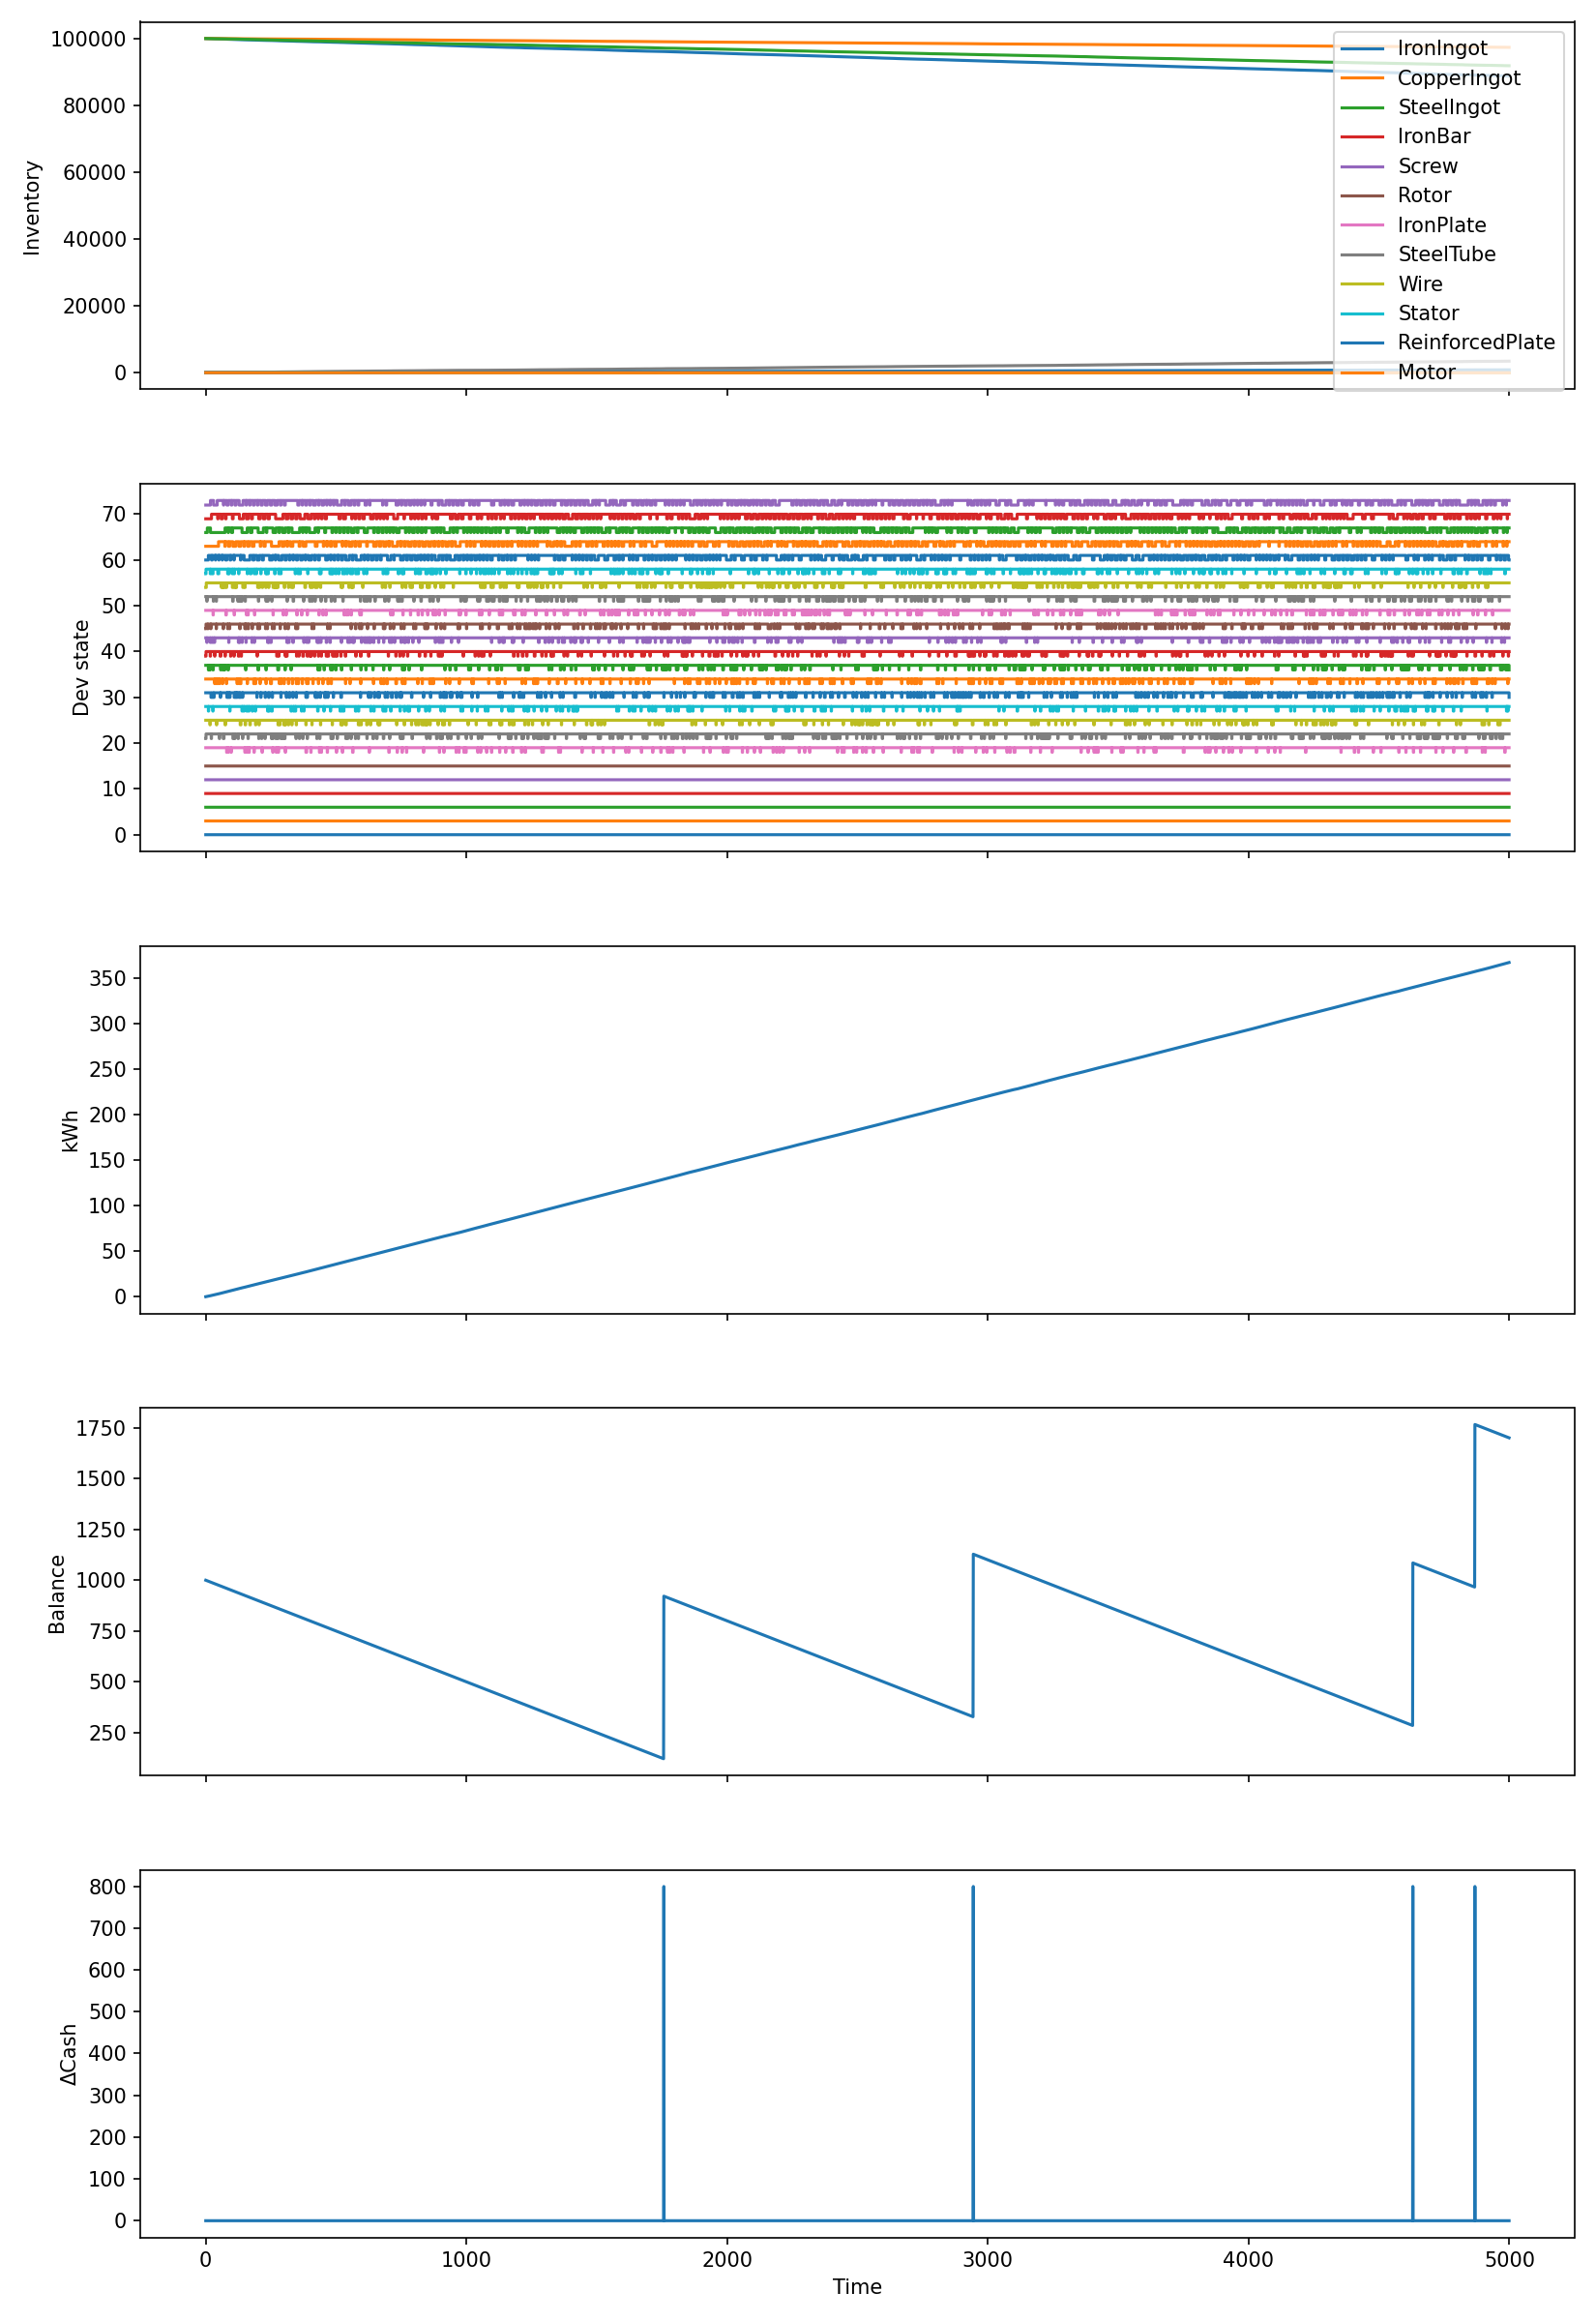 100000
80000
60000
40000
20000
0
Inventory
IronIngot
CopperIngot
SteelIngot
IronBar
Screw
Rotor
IronPlate
SteelTube
Wire
Stator
ReinforcedPlate
Motor
70
60
50
40
30
20
10
0
Dev state
350
300
250
200
150
100
50
0
kWh
1750
1500
1250
1000
750
500
250
Balance
800
700
600
500
400
300
200
100
0
ΔCash
0 1000 2000 3000 4000 5000
Time